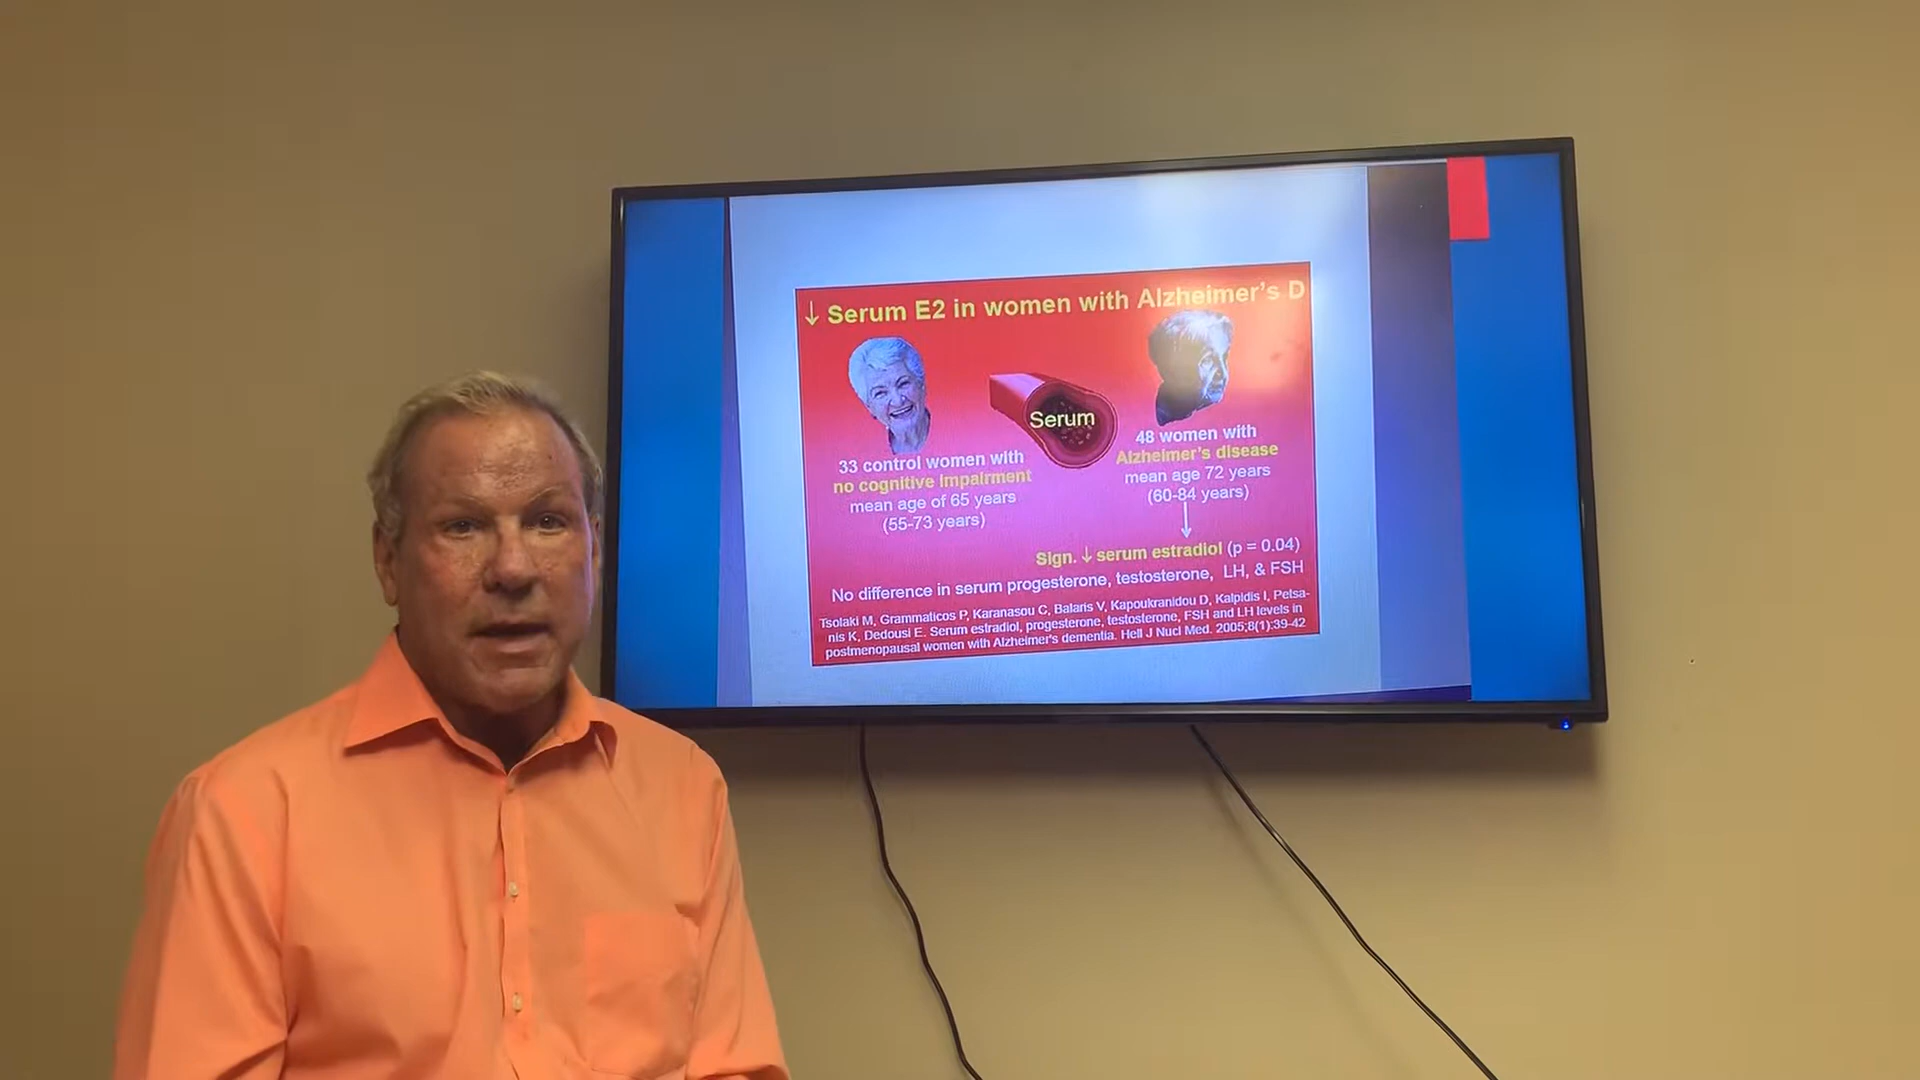 ↓ Serum E2 in women with Alzheimer's D
Serum
33 control women with
no cognitive impairment
mean age of 65 years
(55-73 years)
48 women with
Alzheimer's disease
mean age 72 years
(60-84 years)
Sign. ↓ serum estradiol (p = 0.04)
No difference in serum progesterone, testosterone, LH, & FSH
Tsolaki M, Grammaticos P, Karanasou C, Balaris V, Kapoukranidou D, Kalpidis I, Petsa-
nis K, Dedousi E. Serum estradiol, progesterone, testosterone, FSH and LH levels in
postmenopausal women with Alzheimer's dementia. Hell J Nucl Med. 2005;8(1):39-42